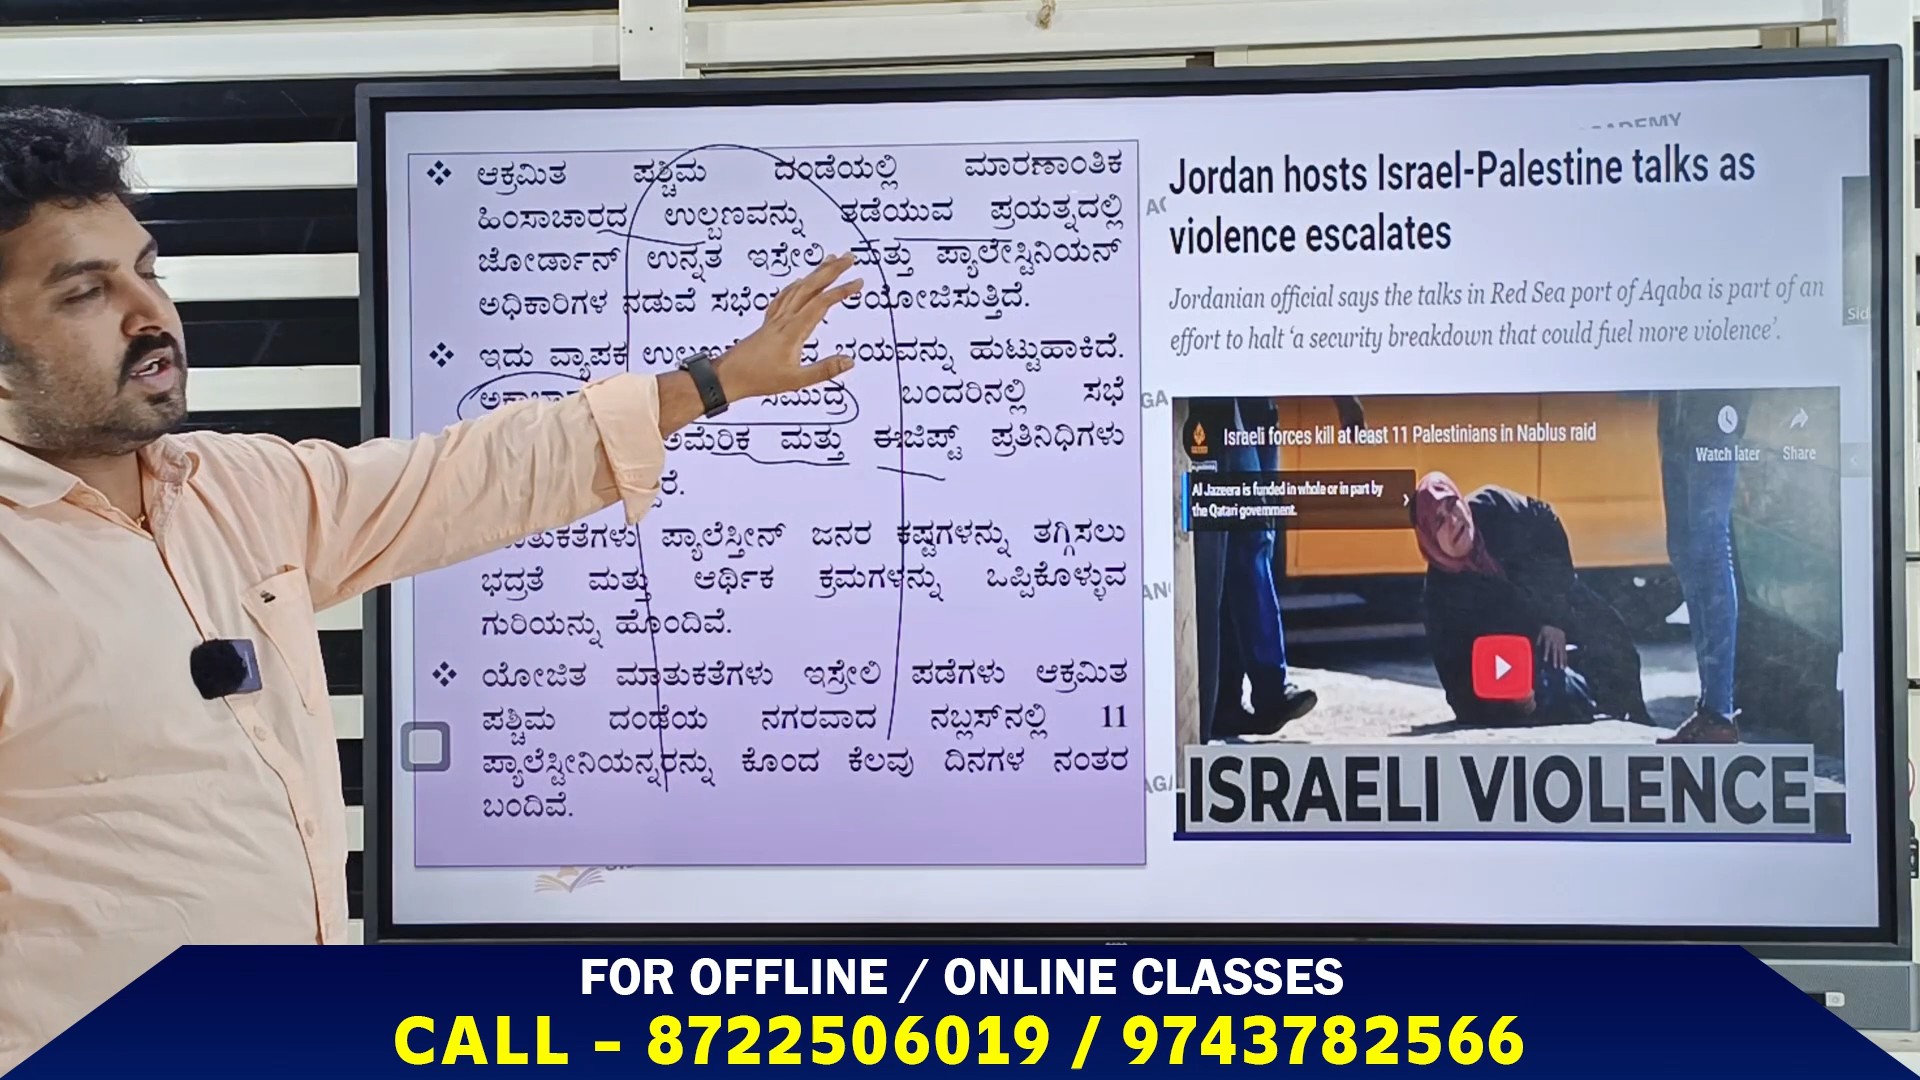 ಆಕ್ರಮಿತ ಪಶ್ಚಿಮ ದಂಡೆಯಲ್ಲಿ ಮಾರಣಾಂತಿಕ
ಹಿಂಸಾಚಾರದ ಉಲ್ಬಣವನ್ನು ತಡೆಯುವ ಪ್ರಯತ್ನದಲ್ಲಿ
ಜೋರ್ಡಾನ್ ಉನ್ನತ ಇಸ್ರೇಲಿ ಮತ್ತು ಪ್ಯಾಲೇಸ್ಟಿನಿಯನ್
ಅಧಿಕಾರಿಗಳ ನಡುವೆ ಆಯೋಜಿಸುತ್ತಿದೆ.
ಇದು ವ್ಯಾಪಕ ಭಯವನ್ನು ಹುಟ್ಟುಹಾಕಿದೆ.
ಸಮುದ್ರ ಬಂದರಿನಲ್ಲಿ ಸಭೆ
ಅಮೆರಿಕ ಮತ್ತು ಈಜಿಪ್ಟ್ ಪ್ರತಿನಿಧಿಗಳು
ಪ್ಯಾಲೆಸ್ತೀನ್ ಜನರ ಕಷ್ಟಗಳನ್ನು ತಗ್ಗಿಸಲು
ಭದ್ರತೆ ಮತ್ತು ಆರ್ಥಿಕ ಕ್ರಮಗಳನ್ನು ಒಪ್ಪಿಕೊಳ್ಳುವ
ಗುರಿಯನ್ನು ಹೊಂದಿವೆ.
ಯೋಜಿತ ಮಾತುಕತೆಗಳು ಇಸ್ರೇಲಿ ಪಡೆಗಳು ಆಕ್ರಮಿತ
ಪಶ್ಚಿಮ ದಂಡೆಯ ನಗರವಾದ ನಬ್ಲಸ್‌ನಲ್ಲಿ 11
ಪ್ಯಾಲೆಸ್ಟೀನಿಯನ್ನರನ್ನು ಕೊಂದ ಕೆಲವು ದಿನಗಳ ನಂತರ
ಬಂದಿವೆ.
Jordan hosts Israel-Palestine talks as
violence escalates
Jordanian official says the talks in Red Sea port of Aqaba is part of an
effort to halt ‘a security breakdown that could fuel more violence’.
Israeli forces kill at least 11 Palestinians in Nablus raid
Watch later Share
Al Jazeera is funded in whole or in part by
the Qatari government.
ISRAELI VIOLENCE
FOR OFFLINE / ONLINE CLASSES
CALL - 8722506019 / 9743782566